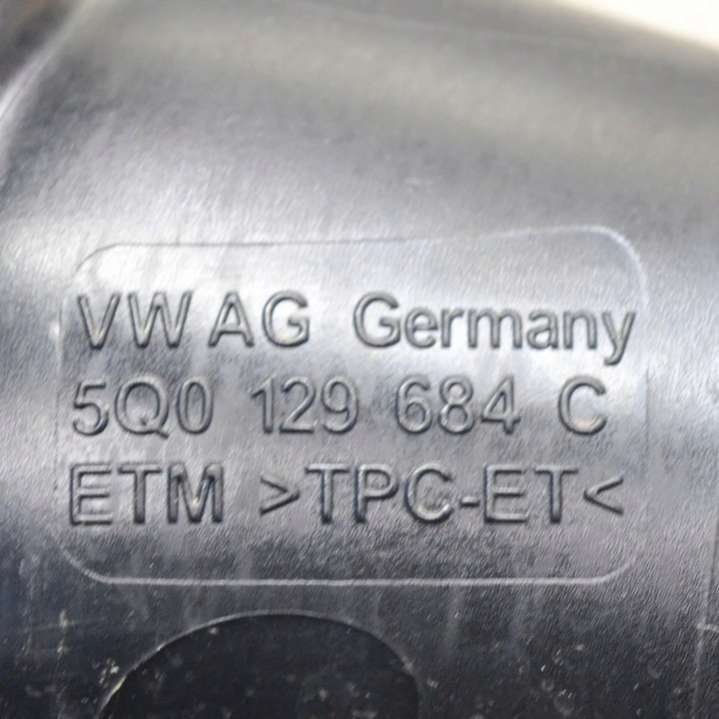 VW AG Germany
5Q0 129 684 C
ETM >TPC-ET<